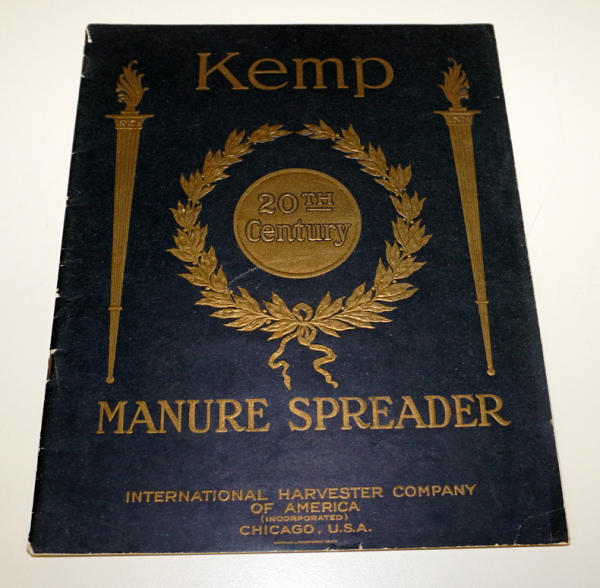 Kemp
20TH
Century
MANURE SPREADER
INTERNATIONAL HARVESTER COMPANY
OF AMERICA
(INCORPORATED)
CHICAGO, U.S.A.